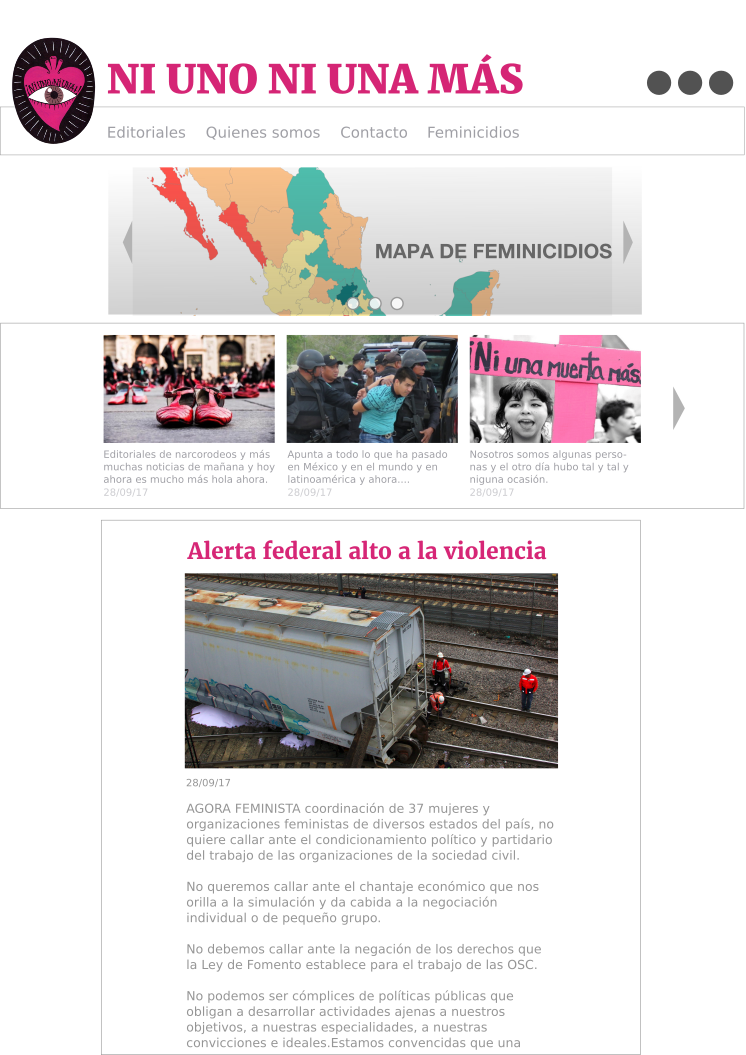 NI UNO NI UNA MÁS
Editoriales Quienes somos Contacto Feminicidios
MAPA DE FEMINICIDIOS
¡Ni una muerta más
Editoriales de narcorodeos y más
muchas noticias de mañana y hoy
ahora es mucho más hola ahora.
28/09/17
Apunta a todo lo que ha pasado
en México y en el mundo y en
latinoamérica y ahora....
28/09/17
Nosotros somos algunas perso-
nas y el otro día hubo tal y tal y
niguna ocasión.
28/09/17
Alerta federal alto a la violencia
28/09/17
AGORA FEMINISTA coordinación de 37 mujeres y
organizaciones feministas de diversos estados del país, no
quiere callar ante el condicionamiento político y partidario
del trabajo de las organizaciones de la sociedad civil.
No queremos callar ante el chantaje económico que nos
orilla a la simulación y da cabida a la negociación
individual o de pequeño grupo.
No debemos callar ante la negación de los derechos que
la Ley de Fomento establece para el trabajo de las OSC.
No podemos ser cómplices de políticas públicas que
obligan a desarrollar actividades ajenas a nuestros
objetivos, a nuestras especialidades, a nuestras
convicciones e ideales.Estamos convencidas que una